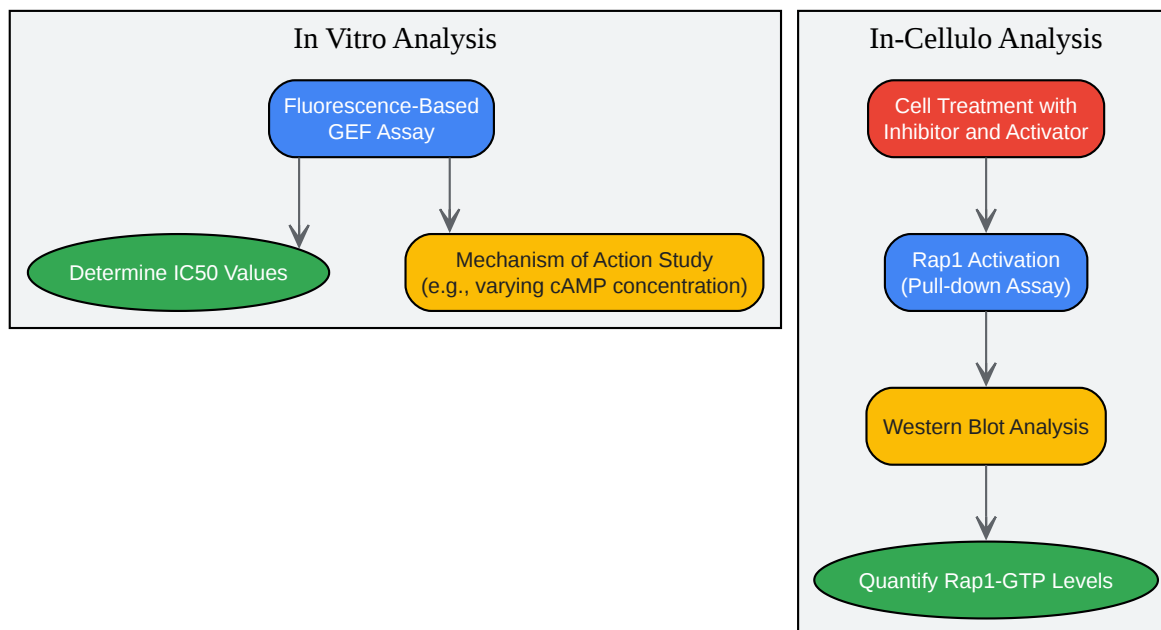 In Vitro Analysis
Fluorescence-Based
GEF Assay
Determine IC50 Values
Mechanism of Action Study
(e.g., varying cAMP concentration)
In-Cellulo Analysis
Cell Treatment with
Inhibitor and Activator
Rap1 Activation
(Pull-down Assay)
Western Blot Analysis
Quantify Rap1-GTP Levels